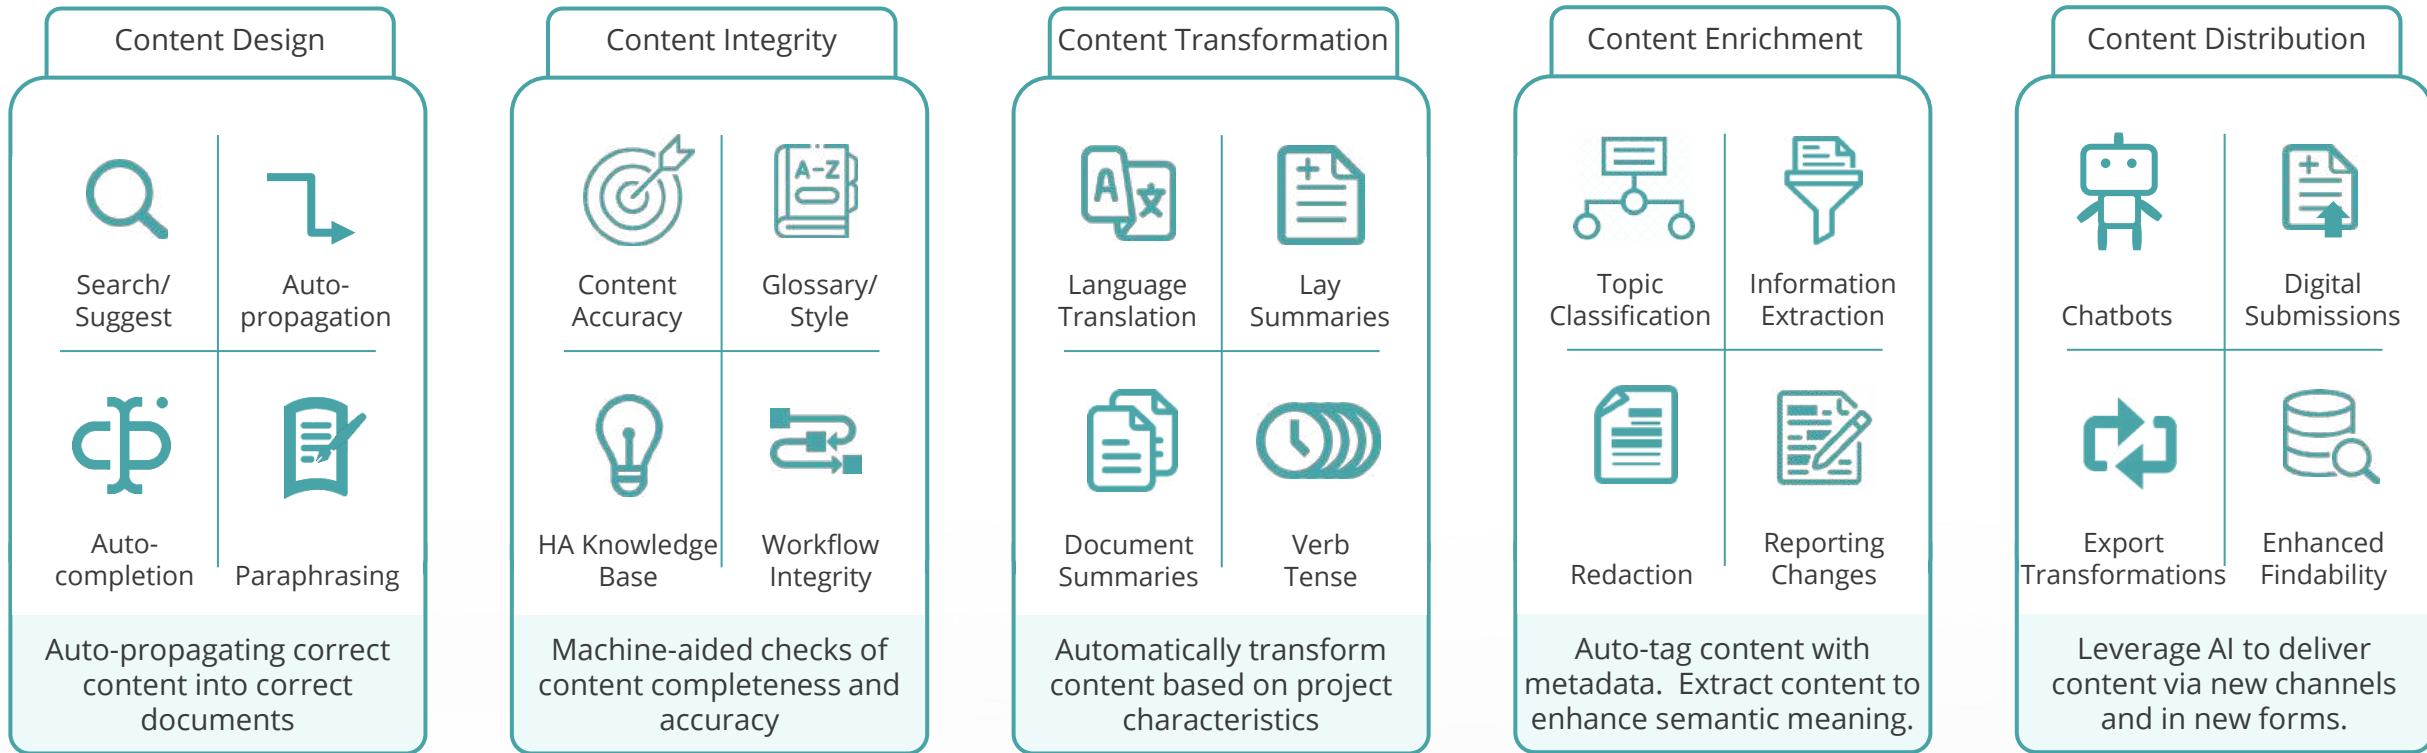 Content Design
Search/
Suggest
Auto-
propagation
Auto-
completion
Paraphrasing
Auto-propagating correct
content into correct
documents
Content Integrity
Content
Accuracy
A-Z
Glossary/
Style
HA Knowledge
Base
Workflow
Integrity
Machine-aided checks of
content completeness and
accuracy
Content Transformation
A
文
Language
Translation
Lay
Summaries
Document
Summaries
Verb
Tense
Automatically transform
content based on project
characteristics
Content Enrichment
Topic
Classification
Information
Extraction
Redaction
Reporting
Changes
Auto-tag content with
metadata.  Extract content to
enhance semantic meaning.
Content Distribution
Chatbots
Digital
Submissions
Export
Transformations
Enhanced
Findability
Leverage AI to deliver
content via new channels
and in new forms.